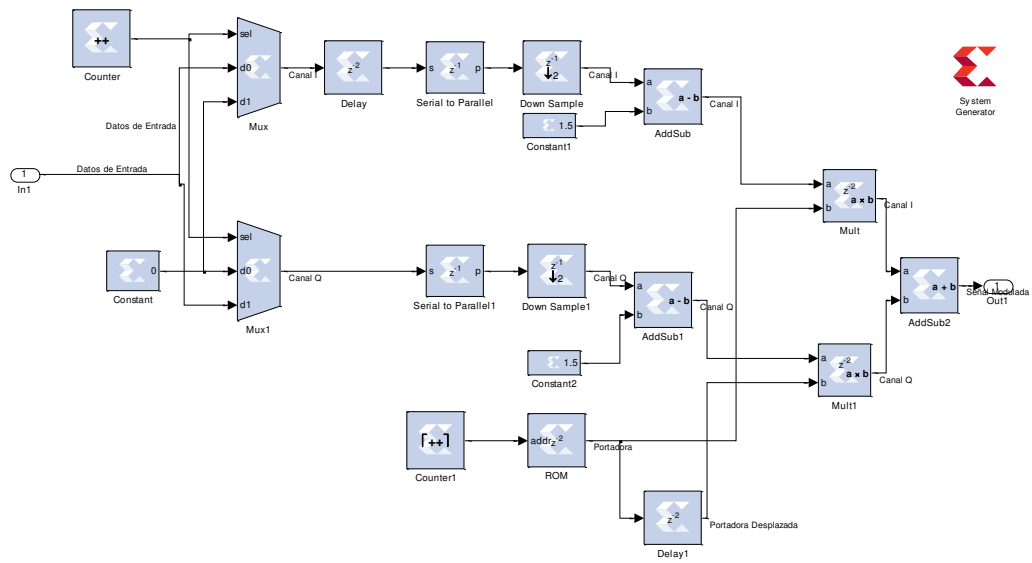 ++
Counter
sel
d0
d1
Mux
Canal I
z-2
Delay
s
z-1
p
Serial to Parallel
z-1
↓2
Down Sample
Canal I
1.5
Constant1
a
b
a - b
AddSub
Canal I
System
Generator
Datos de Entrada
Datos de Entrada
1
In1
0
Constant
sel
d0
d1
Mux1
Canal Q
s
z-1
p
Serial to Parallel1
z-1
↓2
Down Sample1
Canal Q
1.5
Constant2
a
b
a - b
AddSub1
Canal Q
a
b
z-2
a × b
Mult
Canal I
a
b
z-2
a × b
Mult1
Canal Q
a
b
a + b
AddSub2
1
Señal Modulada
Out1
++
Counter1
addr
z-2
ROM
Portadora
z-2
Delay1
Portadora Desplazada